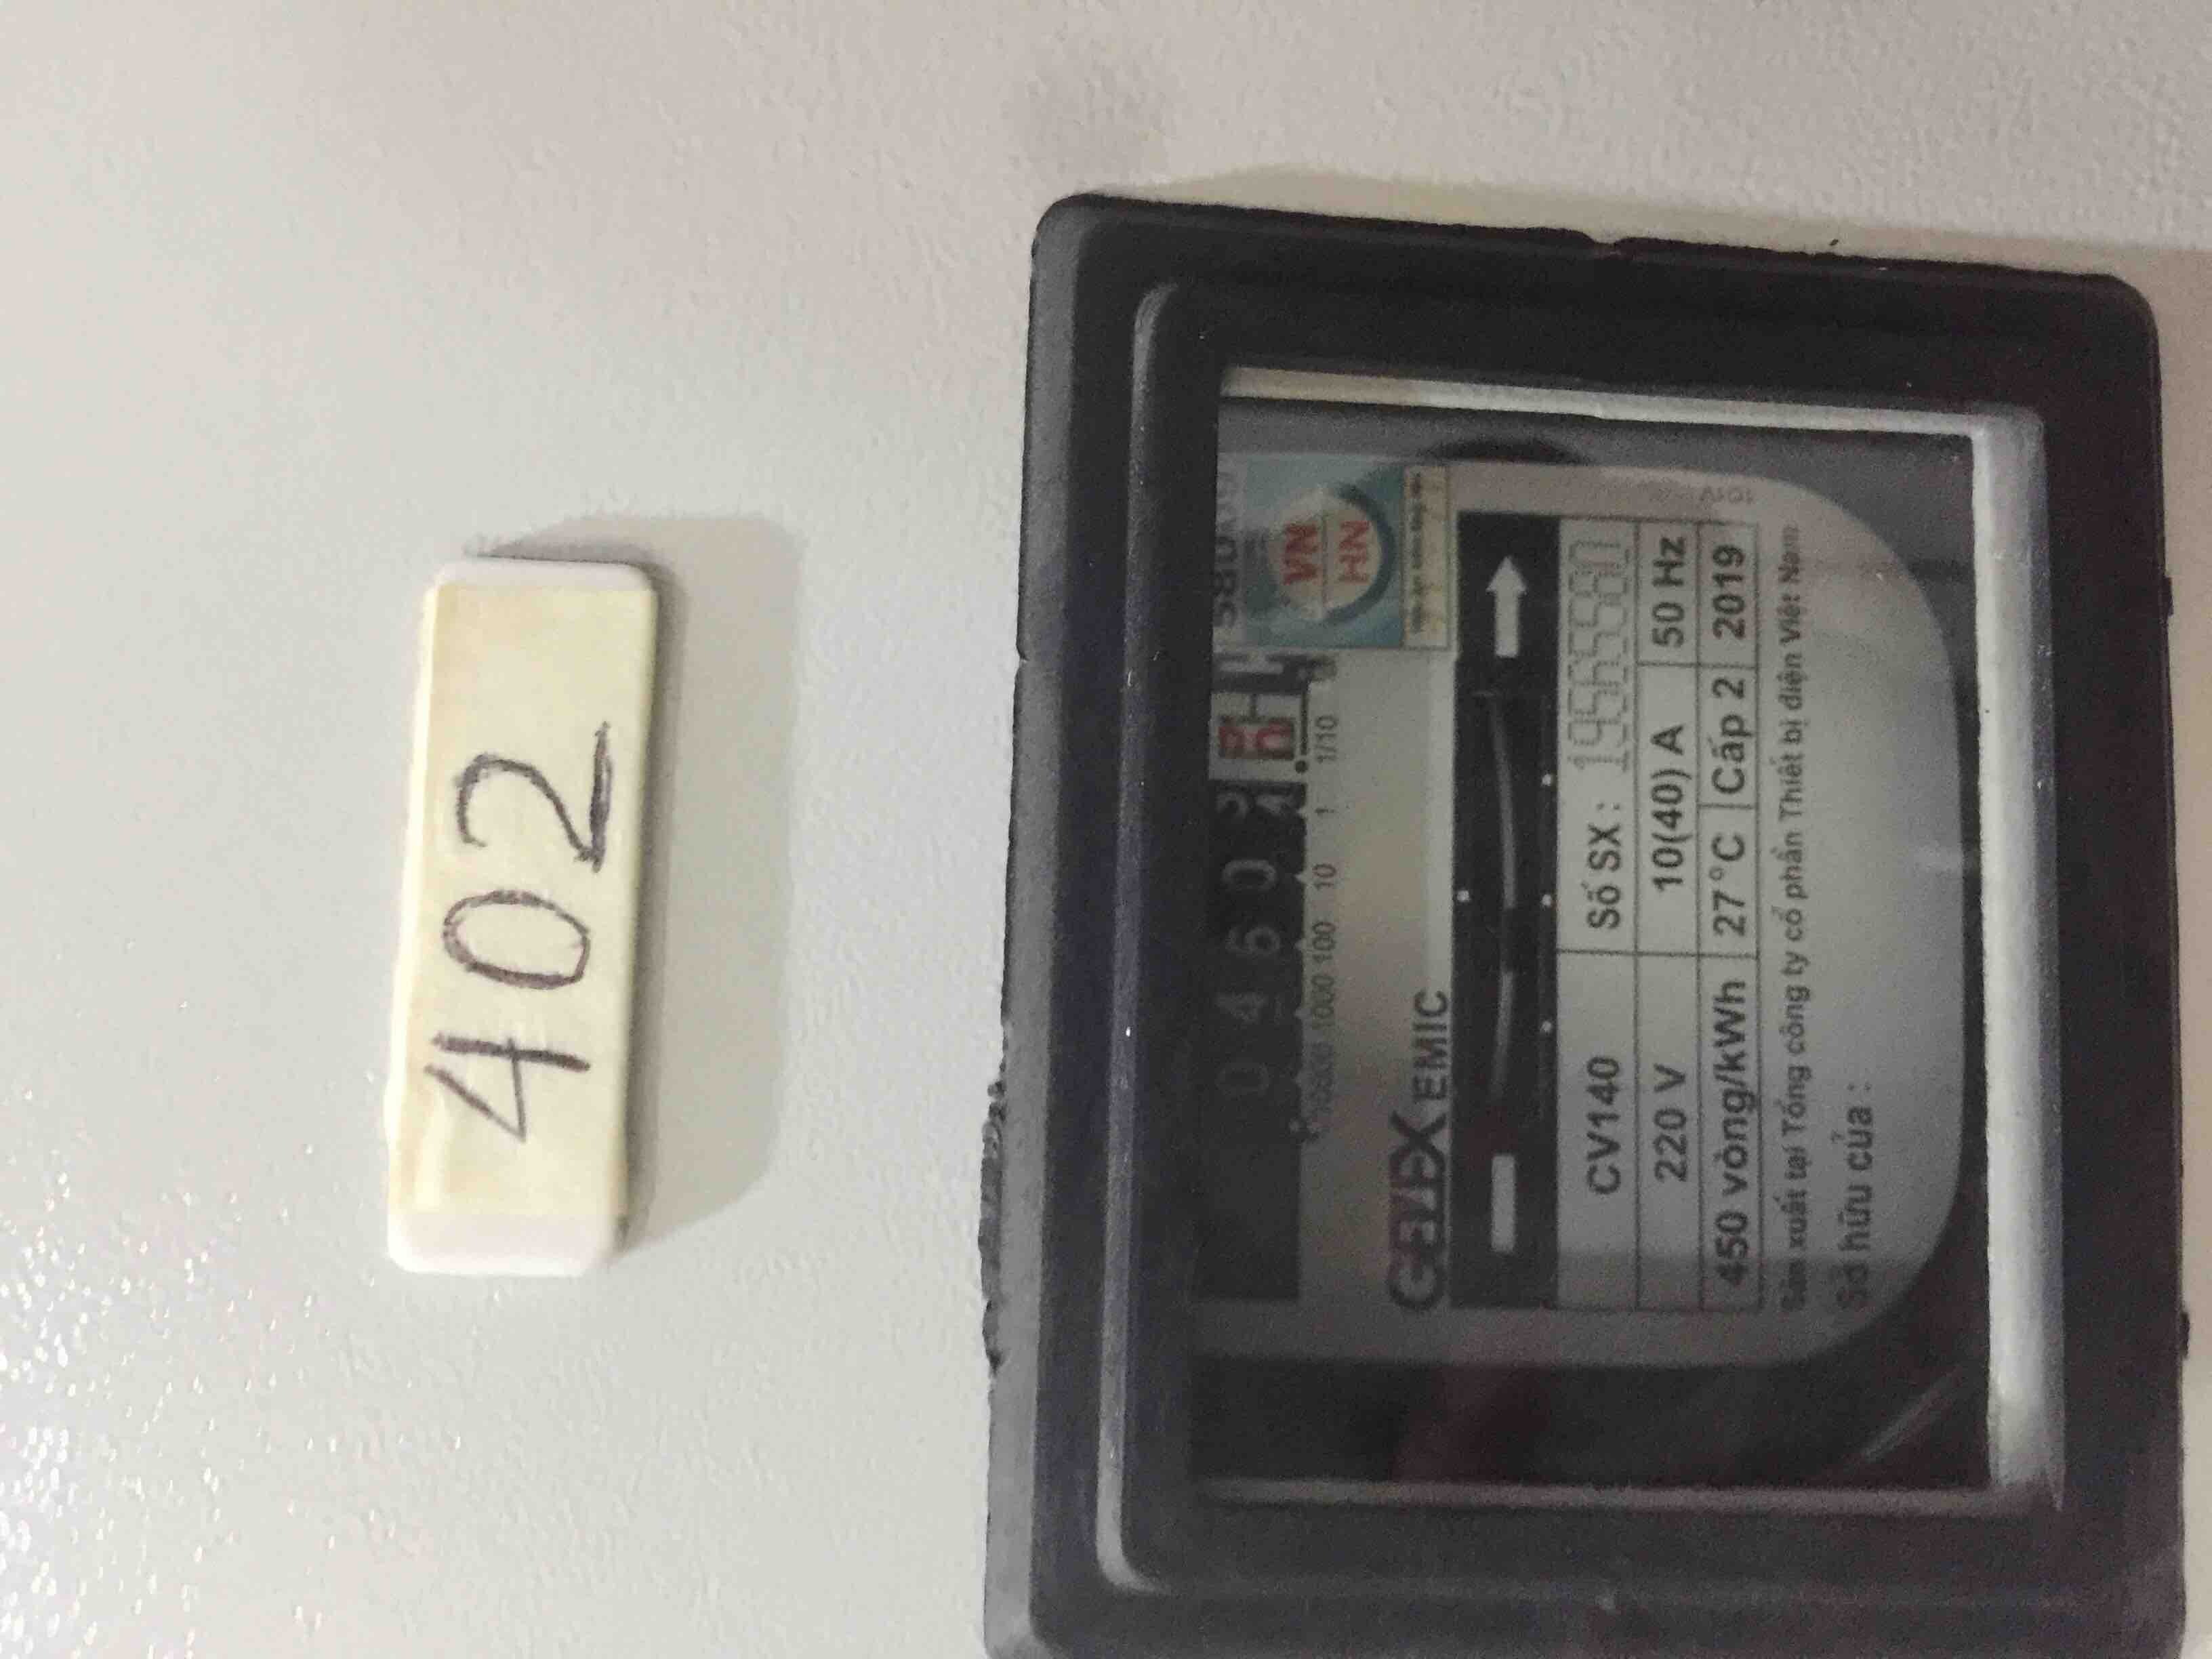 402
VN
HN
0 4 6 0
10000 1000 100 10 1 1/10
GELEX EMIC
CV140 Số SX : 19565580
220 V 10(40) A 50 Hz
450 vòng/kWh 27°C Cấp 2 2019
Sản xuất tại Tổng công ty cổ phần Thiết bị điện Việt Nam
Sở hữu của :